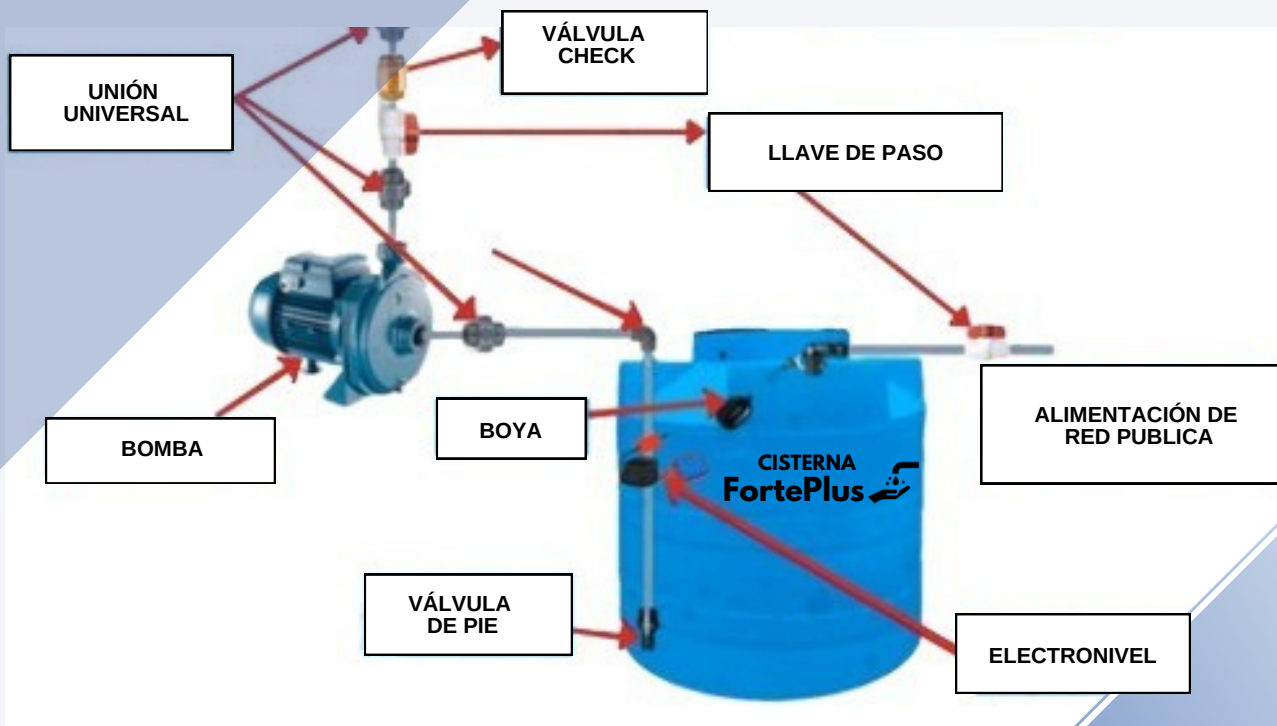 VÁLVULA
CHECK
UNIÓN
UNIVERSAL
LLAVE DE PASO
BOMBA
BOYA
ALIMENTACIÓN DE
RED PUBLICA
CISTERNA
FortePlus
VÁLVULA
DE PIE
ELECTRONIVEL